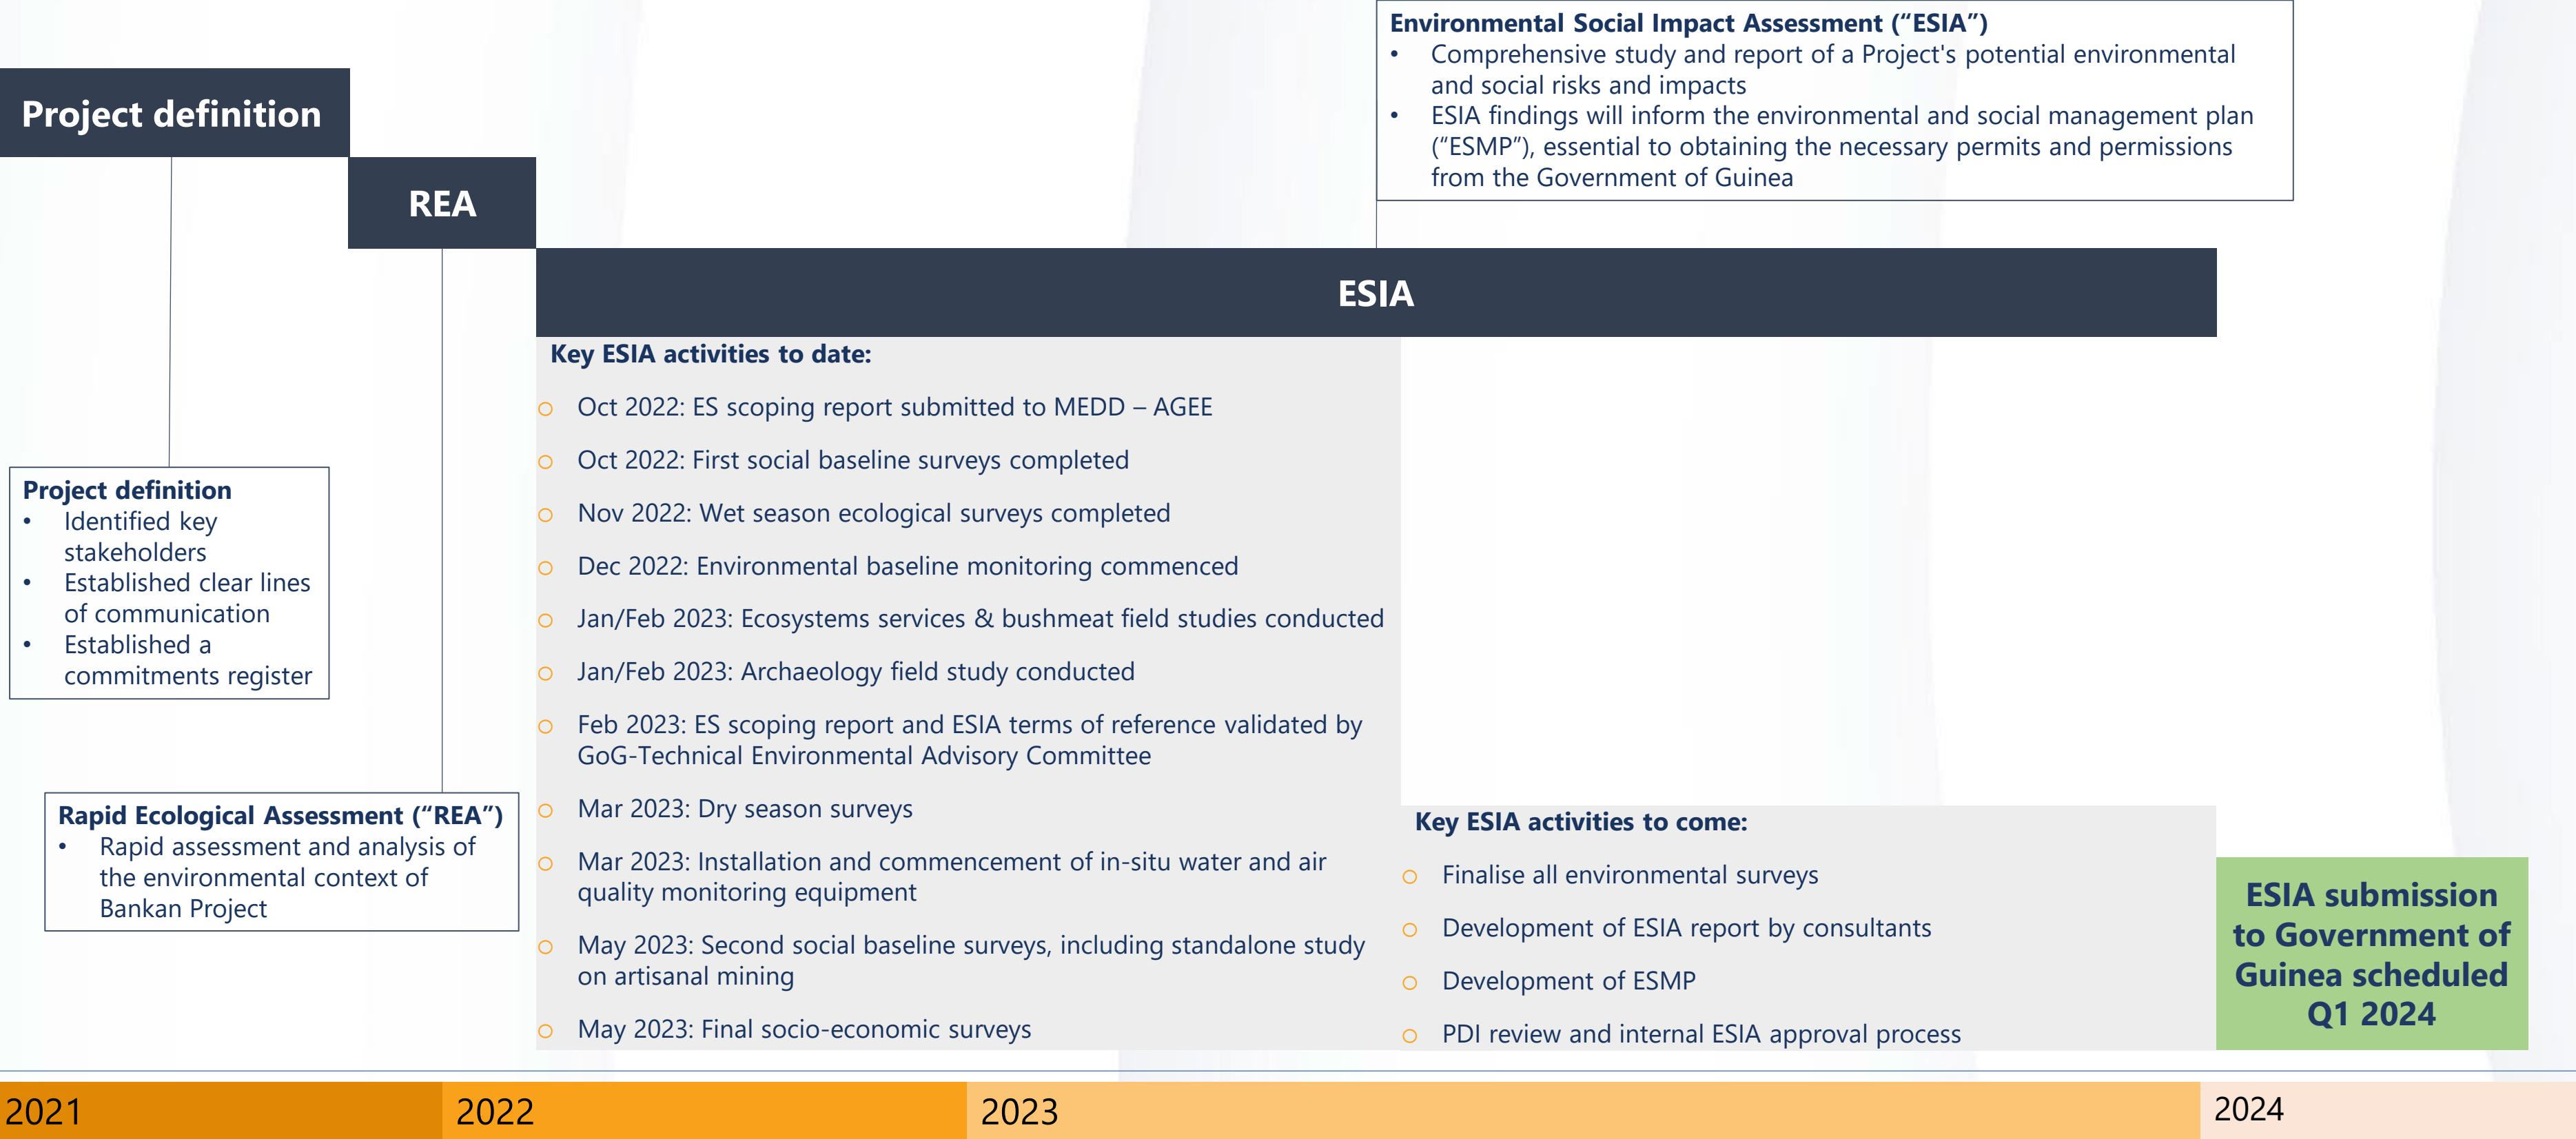 Environmental Social Impact Assessment (“ESIA”)
• Comprehensive study and report of a Project's potential environmental
and social risks and impacts
• ESIA findings will inform the environmental and social management plan
(“ESMP”), essential to obtaining the necessary permits and permissions
from the Government of Guinea
Project definition
REA
ESIA
Project definition
• Identified key
stakeholders
• Established clear lines
of communication
• Established a
commitments register
Rapid Ecological Assessment (“REA”)
• Rapid assessment and analysis of
the environmental context of
Bankan Project
Key ESIA activities to date:
o Oct 2022: ES scoping report submitted to MEDD – AGEE
o Oct 2022: First social baseline surveys completed
o Nov 2022: Wet season ecological surveys completed
o Dec 2022: Environmental baseline monitoring commenced
o Jan/Feb 2023: Ecosystems services & bushmeat field studies conducted
o Jan/Feb 2023: Archaeology field study conducted
o Feb 2023: ES scoping report and ESIA terms of reference validated by
GoG-Technical Environmental Advisory Committee
o Mar 2023: Dry season surveys
o Mar 2023: Installation and commencement of in-situ water and air
quality monitoring equipment
o May 2023: Second social baseline surveys, including standalone study
on artisanal mining
o May 2023: Final socio-economic surveys
Key ESIA activities to come:
o Finalise all environmental surveys
o Development of ESIA report by consultants
o Development of ESMP
o PDI review and internal ESIA approval process
ESIA submission
to Government of
Guinea scheduled
Q1 2024
2021
2022
2023
2024